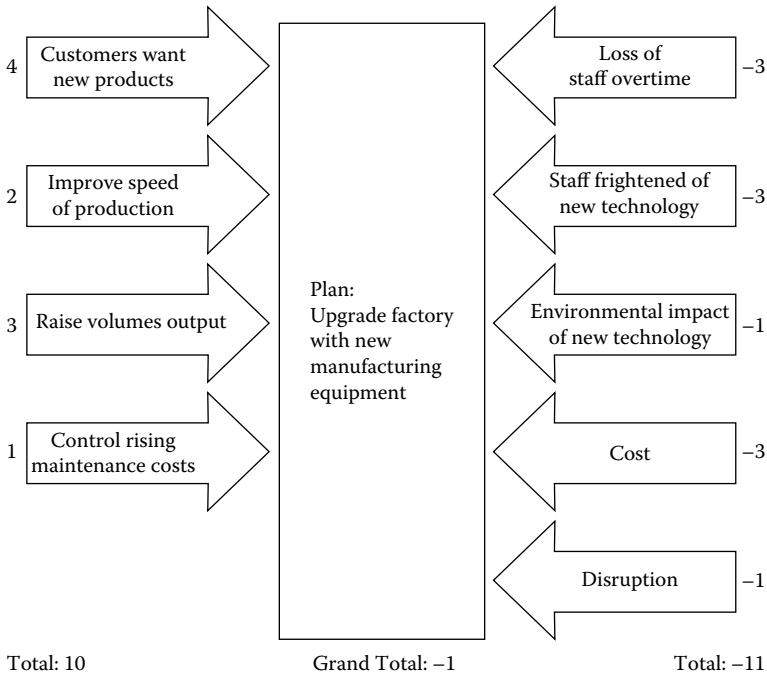 4
Customers want
new products
2
Improve speed
of production
3
Raise volumes output
1
Control rising
maintenance costs
Plan:
Upgrade factory
with new
manufacturing
equipment
Loss of
staff overtime
–3
Staff frightened of
new technology
–3
Environmental impact
of new technology
–1
Cost
–3
Disruption
–1
Total: 10
Grand Total: –1
Total: –11